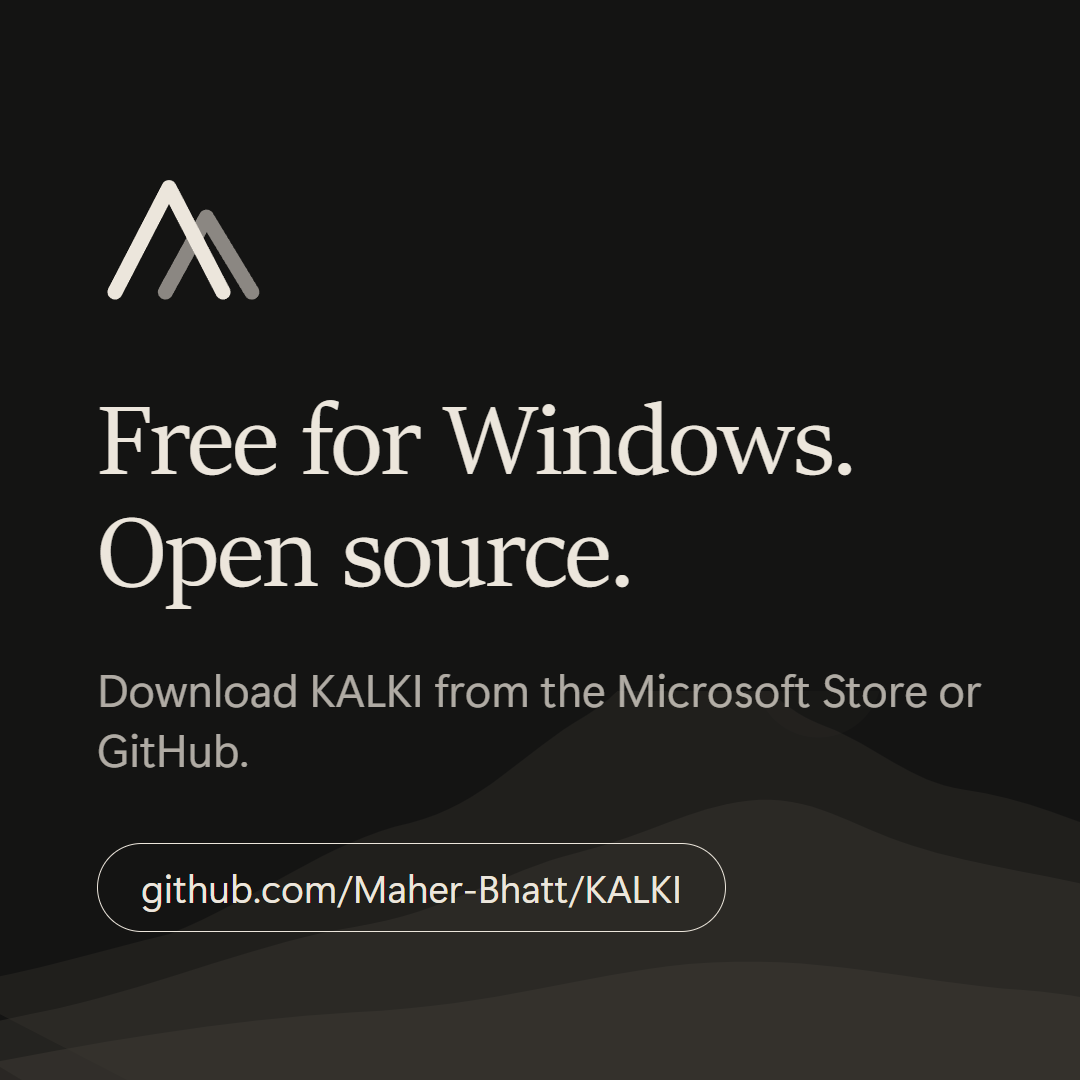 Free for Windows.
Open source.
Download KALKI from the Microsoft Store or
GitHub.
github.com/Maher-Bhatt/KALKI